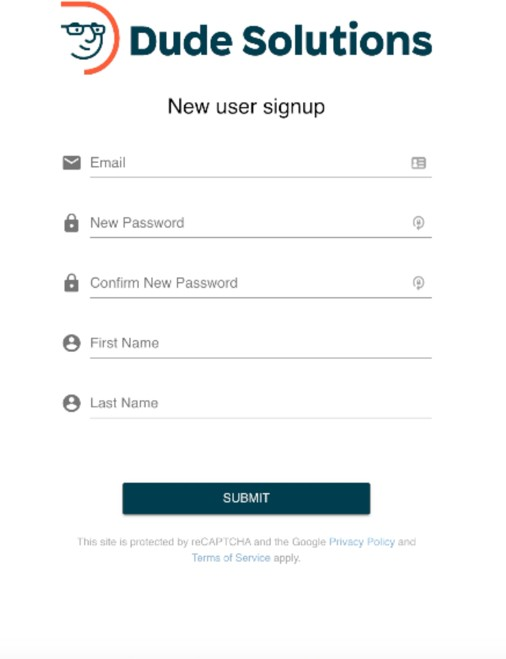 Dude Solutions
New user signup
Email
New Password
Confirm New Password
First Name
Last Name
SUBMIT
This site is protected by reCAPTCHA and the Google Privacy Policy and
Terms of Service apply.